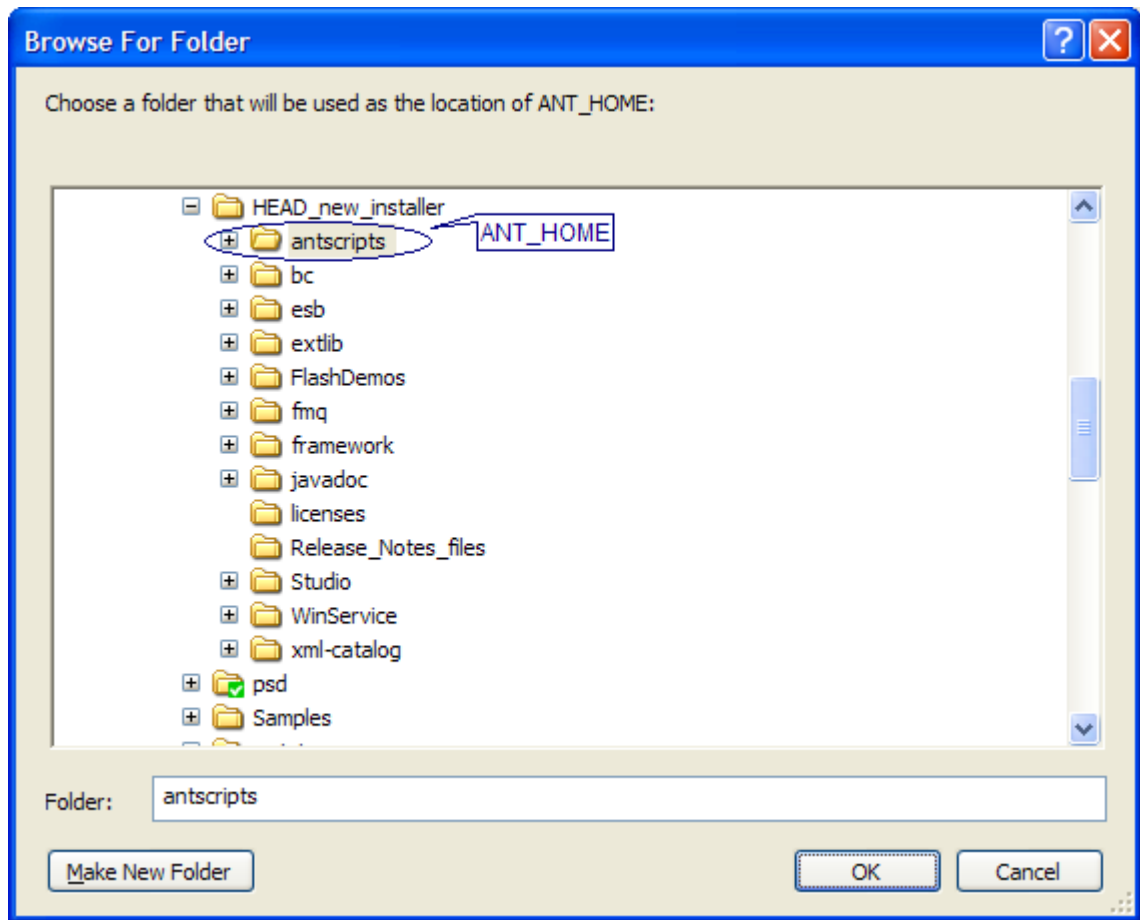 Browse For Folder
Choose a folder that will be used as the location of ANT_HOME:
HEAD_new_installer
antscripts
ANT_HOME
bc
esb
extlib
FlashDemos
fmq
framework
javadoc
licenses
Release_Notes_files
Studio
WinService
xml-catalog
psd
Samples
Folder: antscripts
Make New Folder OK Cancel